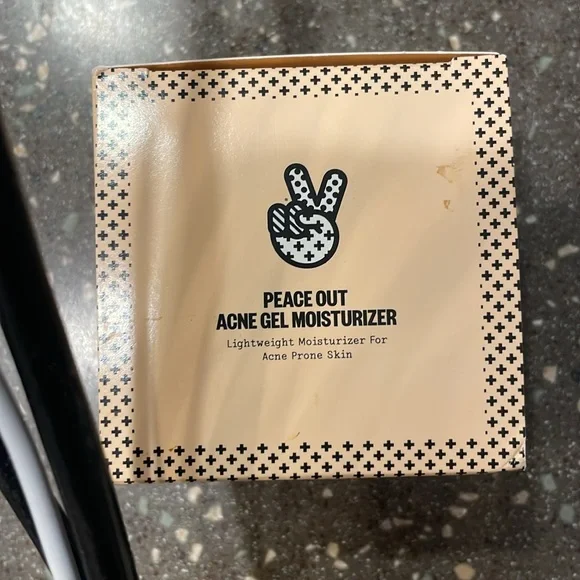 PEACE OUT
ACNE GEL MOISTURIZER
Lightweight Moisturizer For
Acne Prone Skin